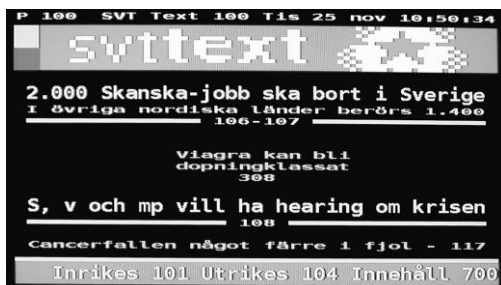 P 100 SVT Text 100 Tis 25 nov 10:50:34
svttext
2.000 Skanska-jobb ska bort i Sverige
I övriga nordiska länder berörs 1.400
106-107
Viagra kan bli
dopningklassat
308
S, v och mp vill ha hearing om krisen
108
Cancerfallen något färre i fjol - 117
Inrikes 101 Utrikes 104 Innehåll 700